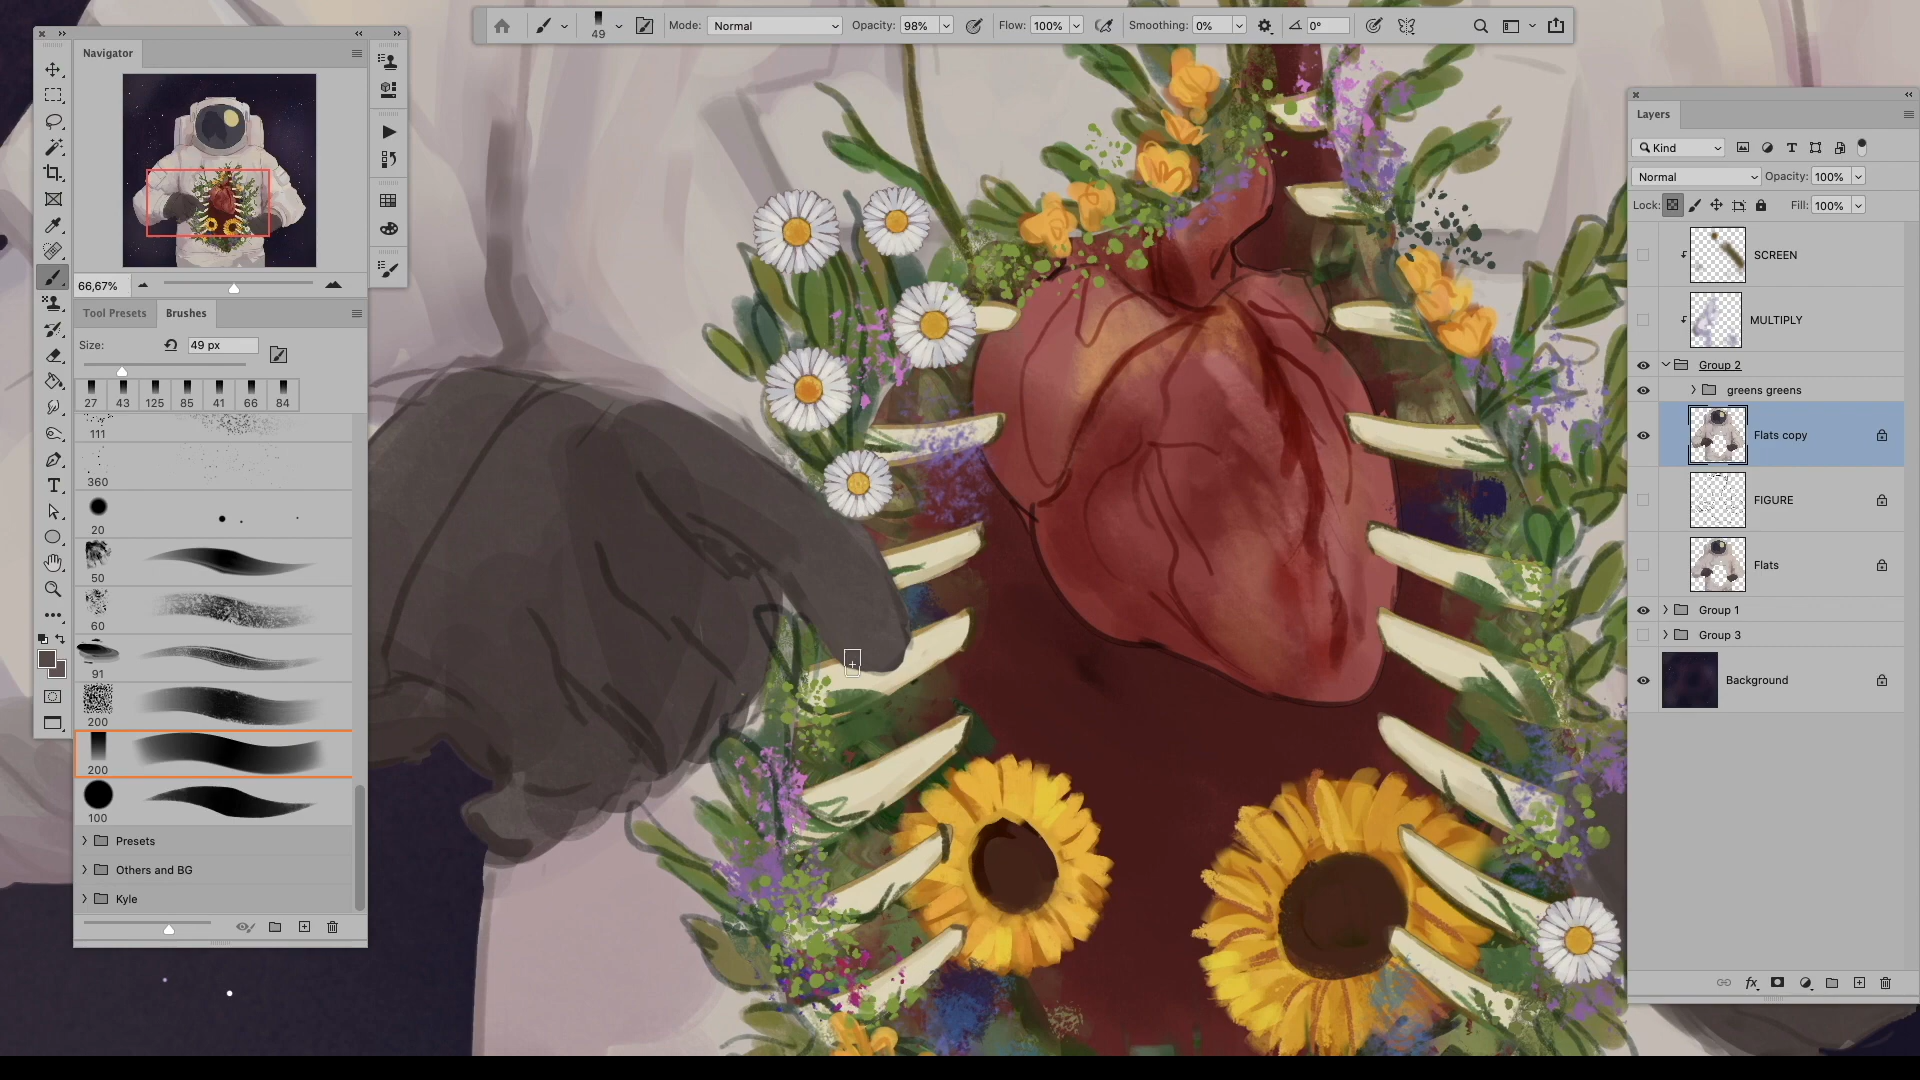 49
Mode: Normal
Opacity: 98%
Flow: 100%
Smoothing: 0%
0°
Navigator
66,67%
Tool Presets
Brushes
Size: 49 px
27 43 125 85 41 66 84
111
360
20
50
60
91
200
200
100
Presets
Others and BG
Kyle
Layers
Kind
Normal
Opacity: 100%
Lock:
Fill: 100%
SCREEN
MULTIPLY
Group 2
greens greens
Flats copy
FIGURE
Flats
Group 1
Group 3
Background